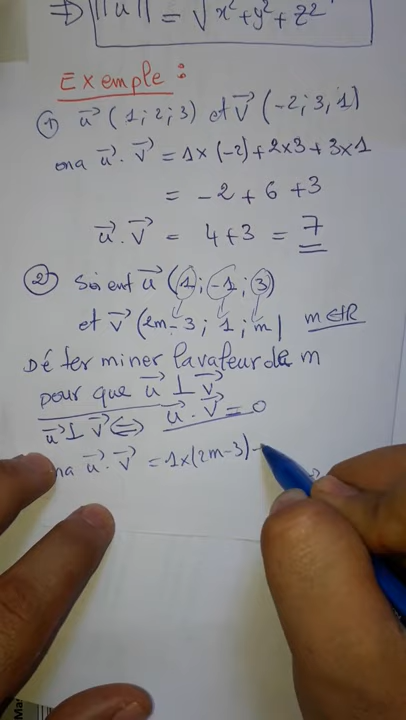 => ||u|| = √x²+y²+z²
Exemple :
① u⃗ (1;2;3) et v⃗ (-2;3,1)
ona u⃗ . v⃗ = 1×(-2)+2×3+3×1
= -2 + 6 + 3
u⃗ . v⃗ = 4+3 = 7
② Soient u⃗ (1;-1;3)
et v⃗ (2m-3;1;m) m∈ℝ
Déterminer la valeur de m
pour que u⃗ ⊥ v⃗
u⃗ ⊥ v⃗ ⟺ u⃗ . v⃗ = 0
na u⃗ . v⃗ = 1×(2m-3)-